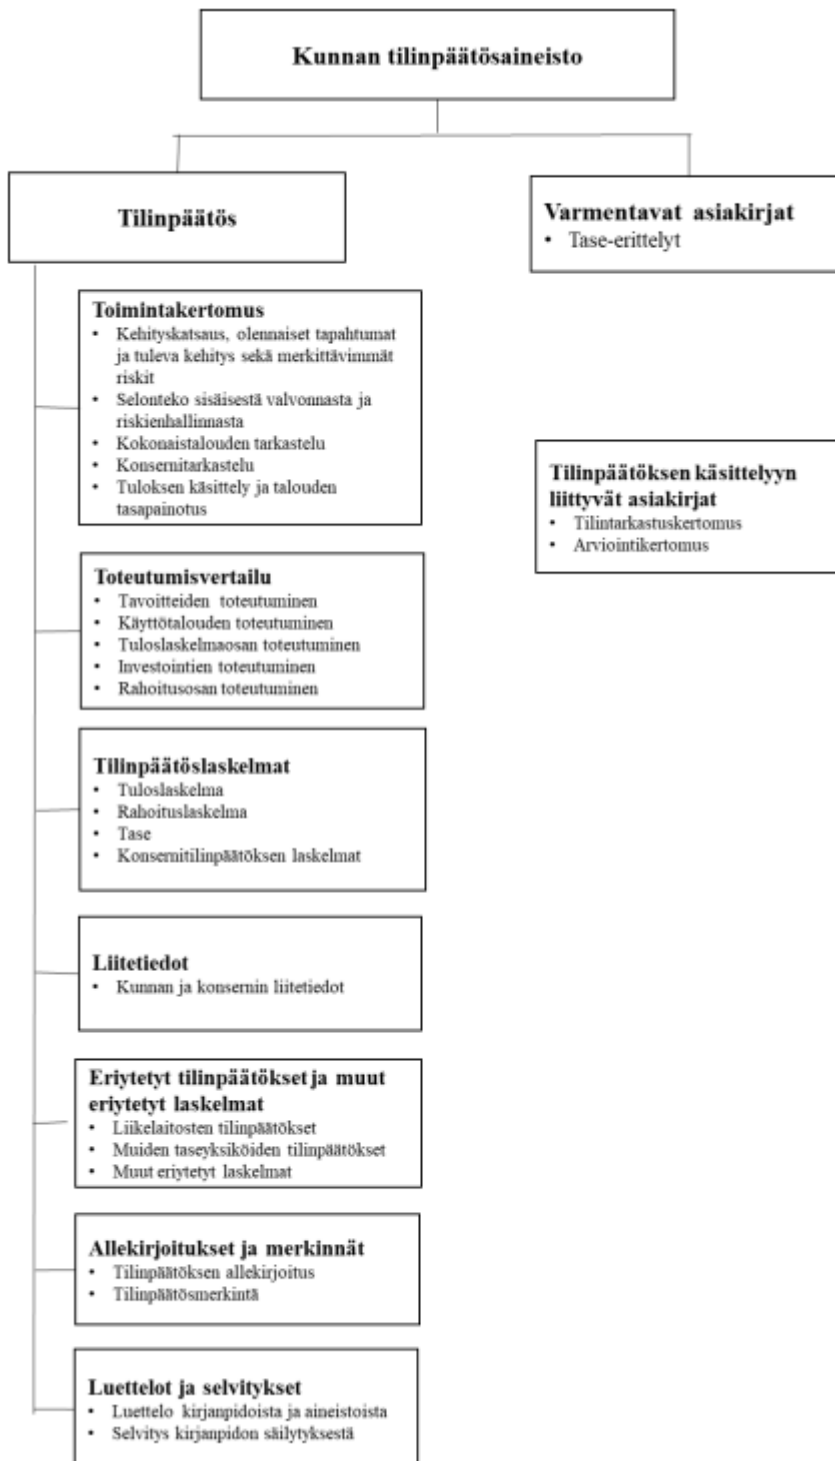 Kunnan tilinpäätösaineisto
Tilinpäätös
Varmentavat asiakirjat
• Tase-erittelyt
Toimintakertomus
• Kehityskatsaus, olennaiset tapahtumat
ja tuleva kehitys sekä merkittävimmät
riskit
• Selonteko sisäisestä valvonnasta ja
riskienhallinnasta
• Kokonaistalouden tarkastelu
• Konsernitarkastelu
• Tuloksen käsittely ja talouden
tasapainotus
Tilinpäätöksen käsittelyyn
liittyvät asiakirjat
• Tilintarkastuskertomus
• Arviointikertomus
Toteutumisvertailu
• Tavoitteiden toteutuminen
• Käyttötalouden toteutuminen
• Tuloslaskelmaosan toteutuminen
• Investointien toteutuminen
• Rahoitusosan toteutuminen
Tilinpäätöslaskelmat
• Tuloslaskelma
• Rahoituslaskelma
• Tase
• Konsernitilinpäätöksen laskelmat
Liitetiedot
• Kunnan ja konsernin liitetiedot
Eriytetyt tilinpäätökset ja muut
eriytetyt laskelmat
• Liikelaitosten tilinpäätökset
• Muiden taseyksiköiden tilinpäätökset
• Muut eriytetyt laskelmat
Allekirjoitukset ja merkinnät
• Tilinpäätöksen allekirjoitus
• Tilinpäätösmerkintä
Luettelot ja selvitykset
• Luettelo kirjanpidoista ja aineistoista
• Selvitys kirjanpidon säilytyksestä